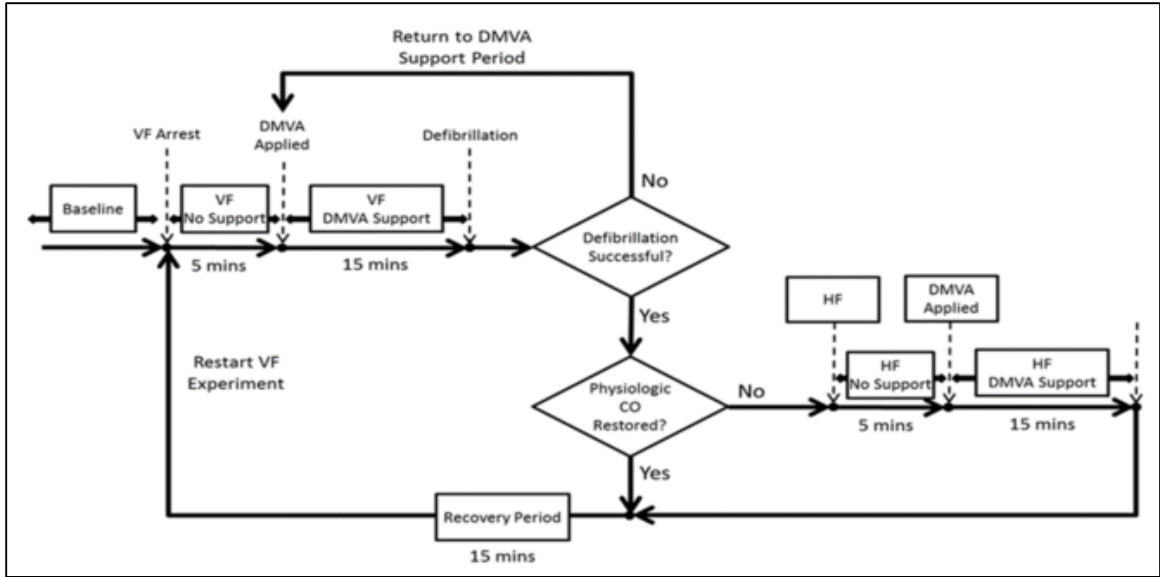 Return to DMVA
Support Period
VF Arrest
DMVA
Applied
Defibrillation
Baseline
VF
No Support
VF
DMVA Support
No
5 mins
15 mins
Defibrillation
Successful?
Yes
HF
DMVA
Applied
Restart VF
Experiment
Physiologic
CO
Restored?
No
HF
No Support
HF
DMVA Support
5 mins
15 mins
Yes
Recovery Period
15 mins